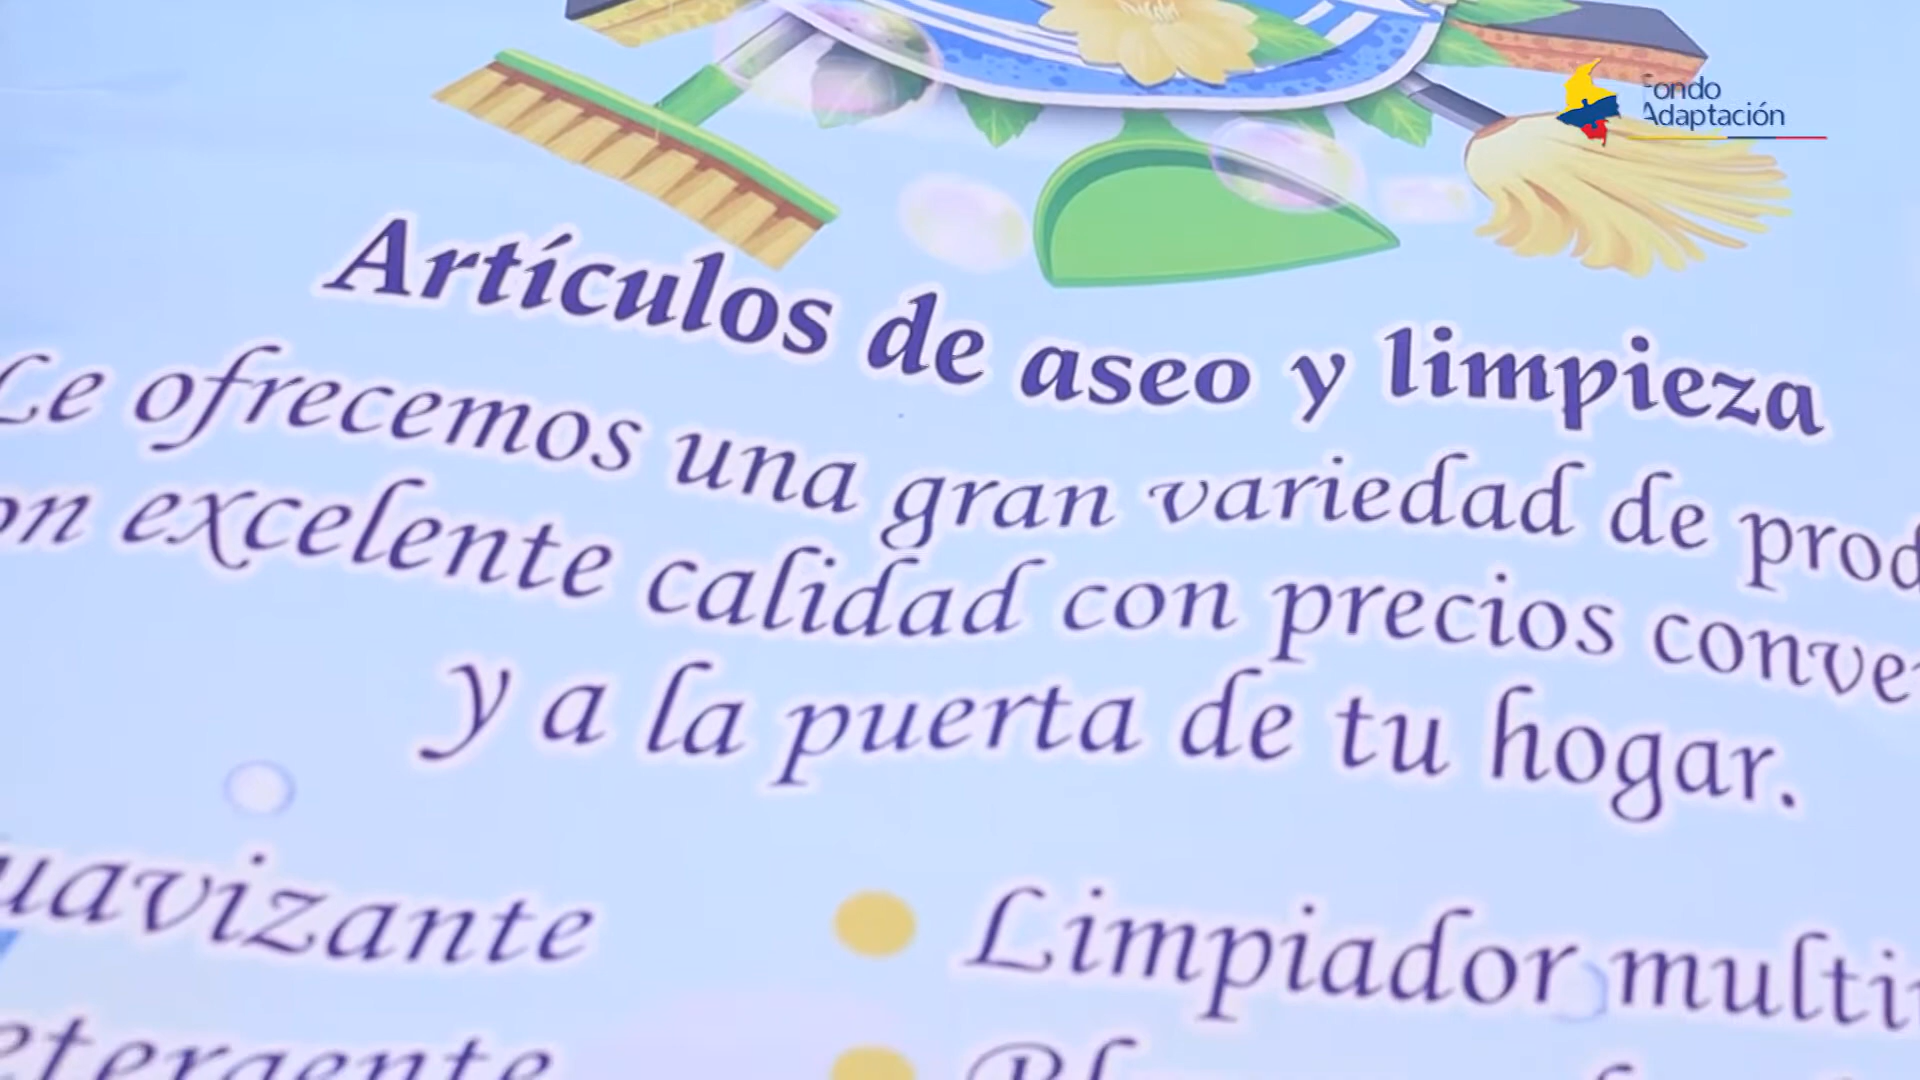 Fondo
Adaptación
Artículos de aseo y limpieza
Le ofrecemos una gran variedad de
excelente calidad con precios
y a la puerta de tu hogar.
Limpiador